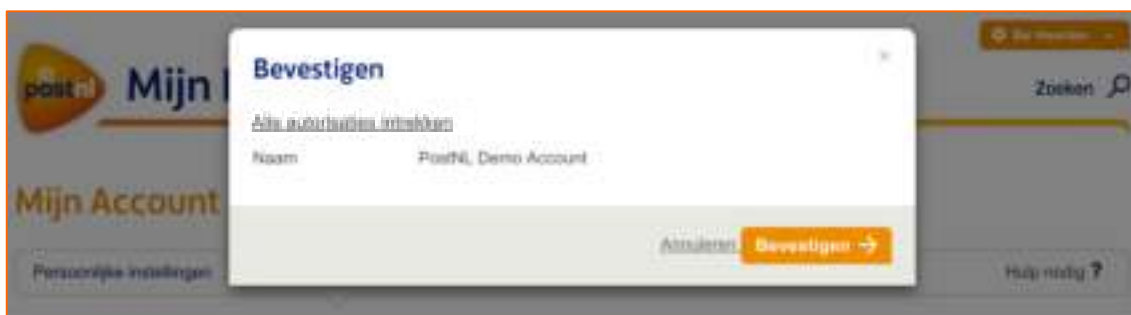 postnl
Mijn
Zoeken
Bevestigen
Alle autorisaties intrekken
Naam PostNL Demo Account
Mijn Account
Annuleren Bevestigen
Persoonlijke instellingen
Hulp nodig ?